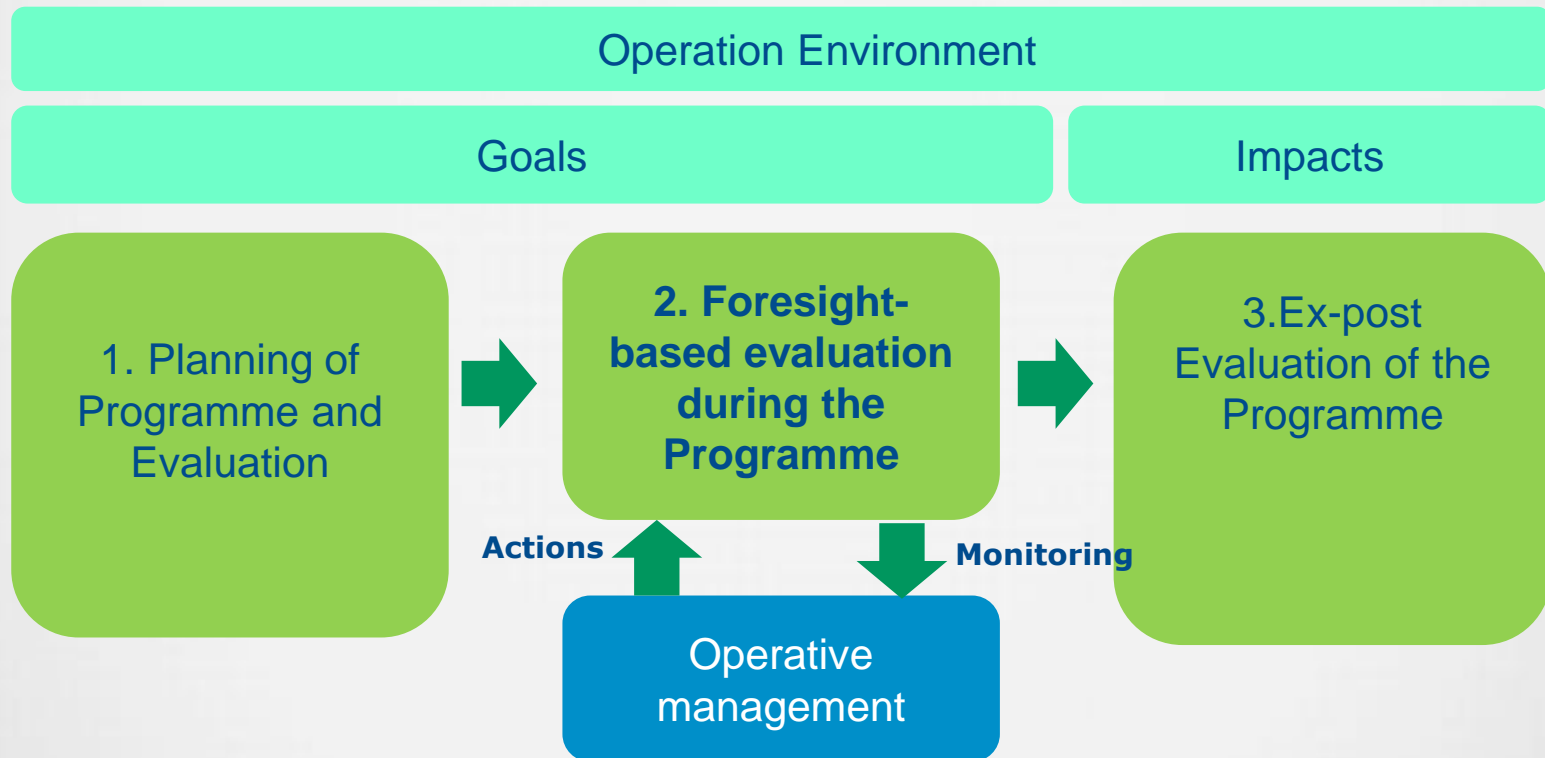 Operation Environment
Goals
Impacts
1. Planning of
Programme and
Evaluation
2. Foresight-
based evaluation
during the
Programme
3.Ex-post
Evaluation of the
Programme
Actions
Monitoring
Operative
management